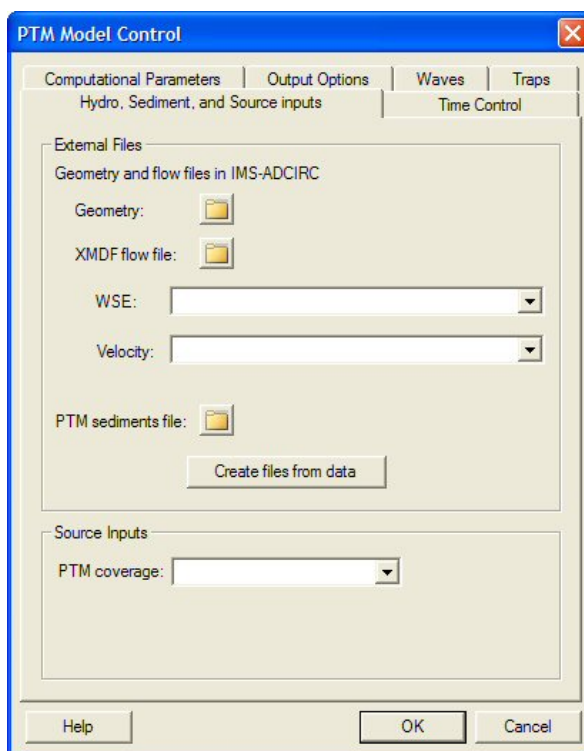 PTM Model Control
Computational Parameters Output Options Waves Traps
Hydro, Sediment, and Source inputs Time Control
External Files
Geometry and flow files in IMS-ADCIRC
Geometry:
XMDF flow file:
WSE:
Velocity:
PTM sediments file:
Create files from data
Source Inputs
PTM coverage:
Help OK Cancel